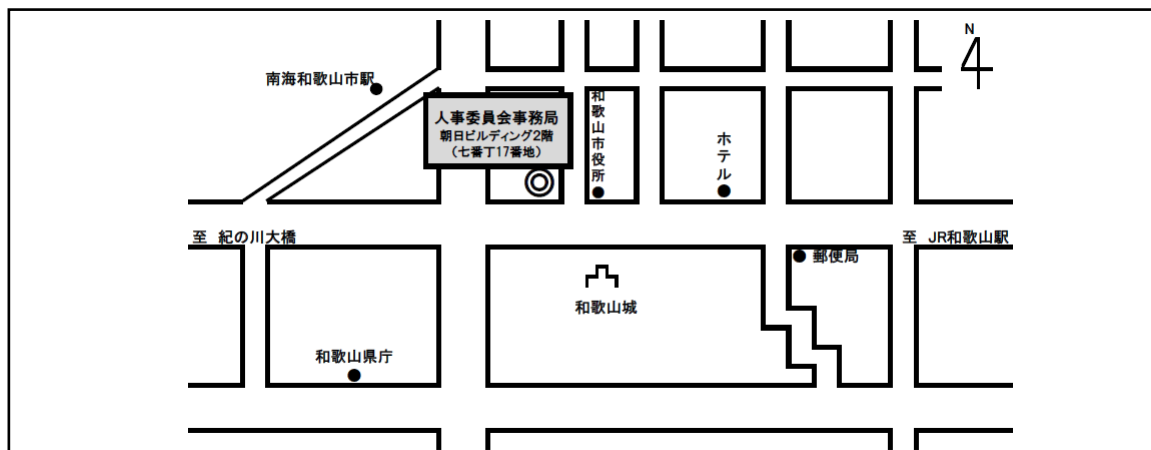 N
南海和歌山市駅
人事委員会事務局
朝日ビルディング2階
（七番丁17番地）
和歌山市役所
ホテル
至 紀の川大橋
至 JR和歌山駅
郵便局
和歌山城
和歌山県庁